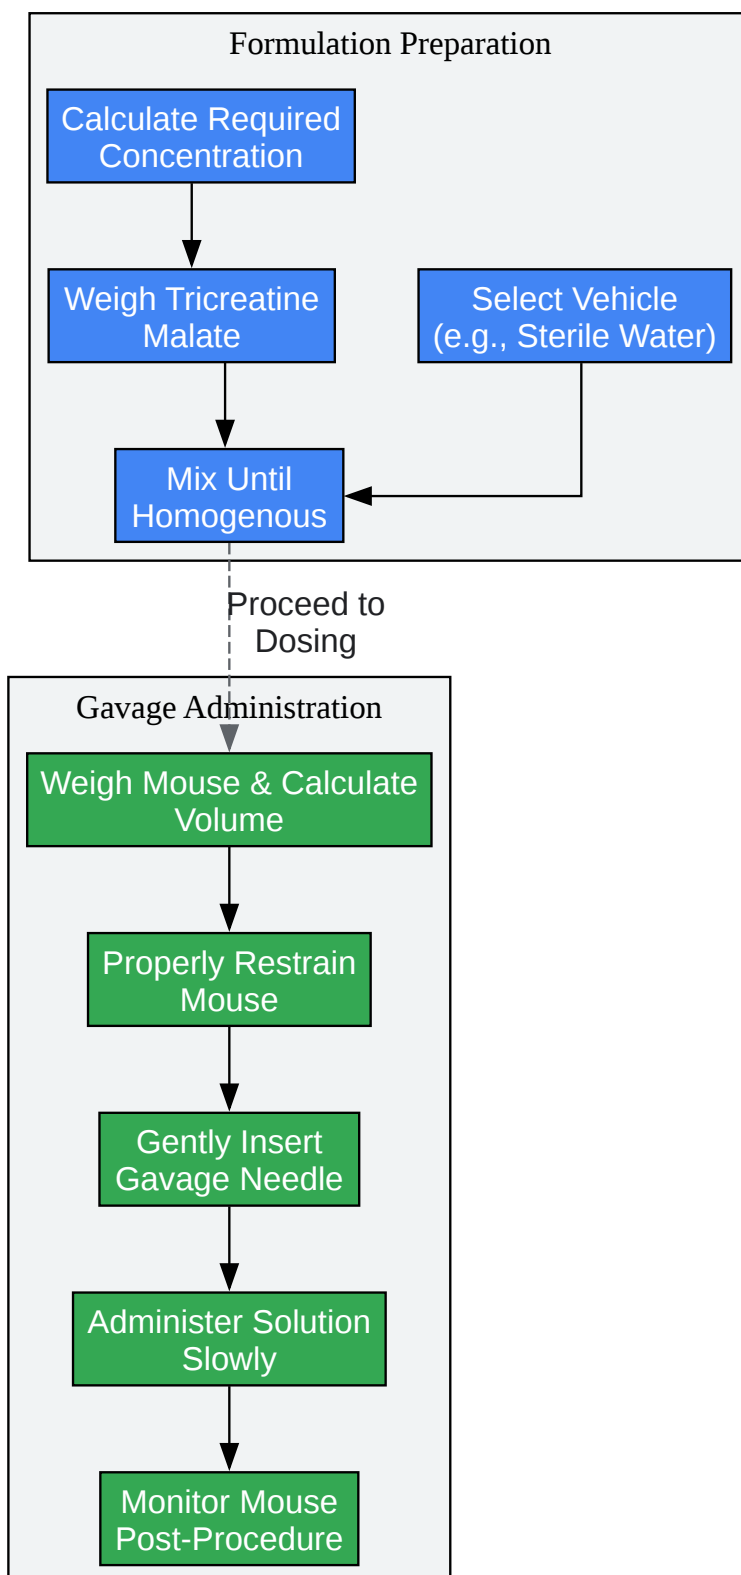 Formulation Preparation
Calculate Required
Concentration
Weigh Tricreatine
Malate
Select Vehicle
(e.g., Sterile Water)
Mix Until
Homogenous
Proceed to
Dosing
Gavage Administration
Weigh Mouse & Calculate
Volume
Properly Restrain
Mouse
Gently Insert
Gavage Needle
Administer Solution
Slowly
Monitor Mouse
Post-Procedure